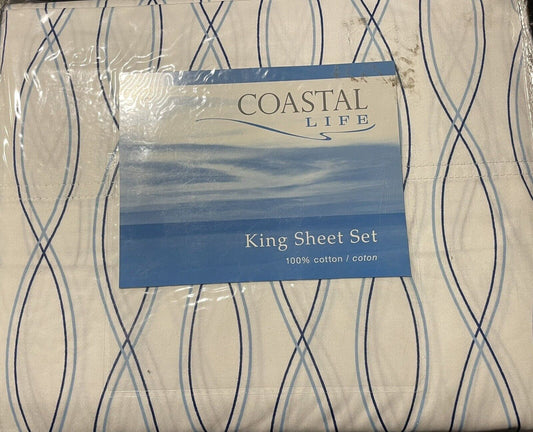 COASTAL
LIFE
King Sheet Set
100% cotton / coton